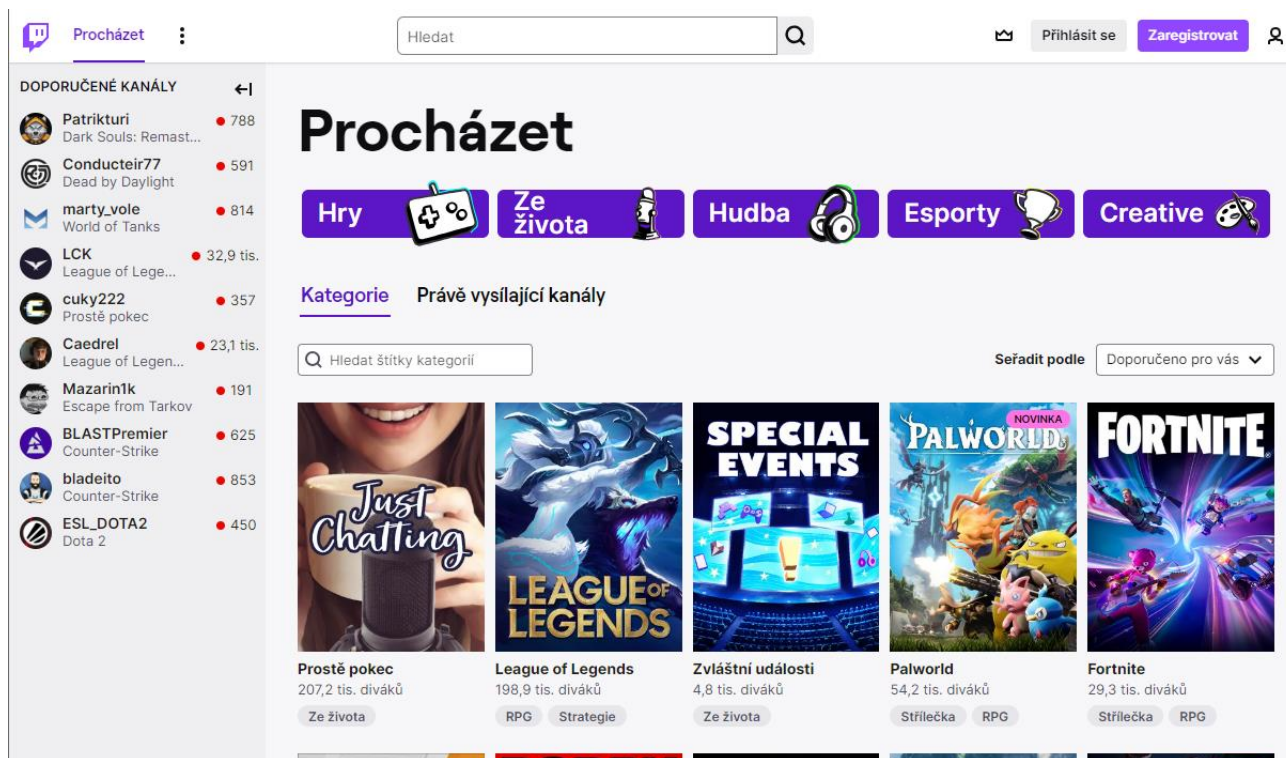 Procházet
Hledat
Přihlásit se
Zaregistrovat
DOPORUČENÉ KANÁLY
Patrikturi
788
Dark Souls: Remast...
Conducteir77
591
Dead by Daylight
marty_vole
814
World of Tanks
LCK
32,9 tis.
League of Lege...
cuky222
357
Prostě pokec
Caedrel
23,1 tis.
League of Legen...
Mazarin1k
191
Escape from Tarkov
BLASTPremier
625
Counter-Strike
bladeito
853
Counter-Strike
ESL_DOTA2
450
Dota 2
Procházet
Hry
Ze
života
Hudba
Esporty
Creative
Kategorie
Právě vysílající kanály
Hledat štítky kategorií
Seřadit podle
Doporučeno pro vás
Just
Chatting
LEAGUE OF
LEGENDS
SPECIAL
EVENTS
NOVINKA
PALWORLD
FORTNITE
Prostě pokec
207,2 tis. diváků
Ze života
League of Legends
198,9 tis. diváků
RPG
Strategie
Zvláštní události
4,8 tis. diváků
Ze života
Palworld
54,2 tis. diváků
Střílečka
RPG
Fortnite
29,3 tis. diváků
Střílečka
RPG